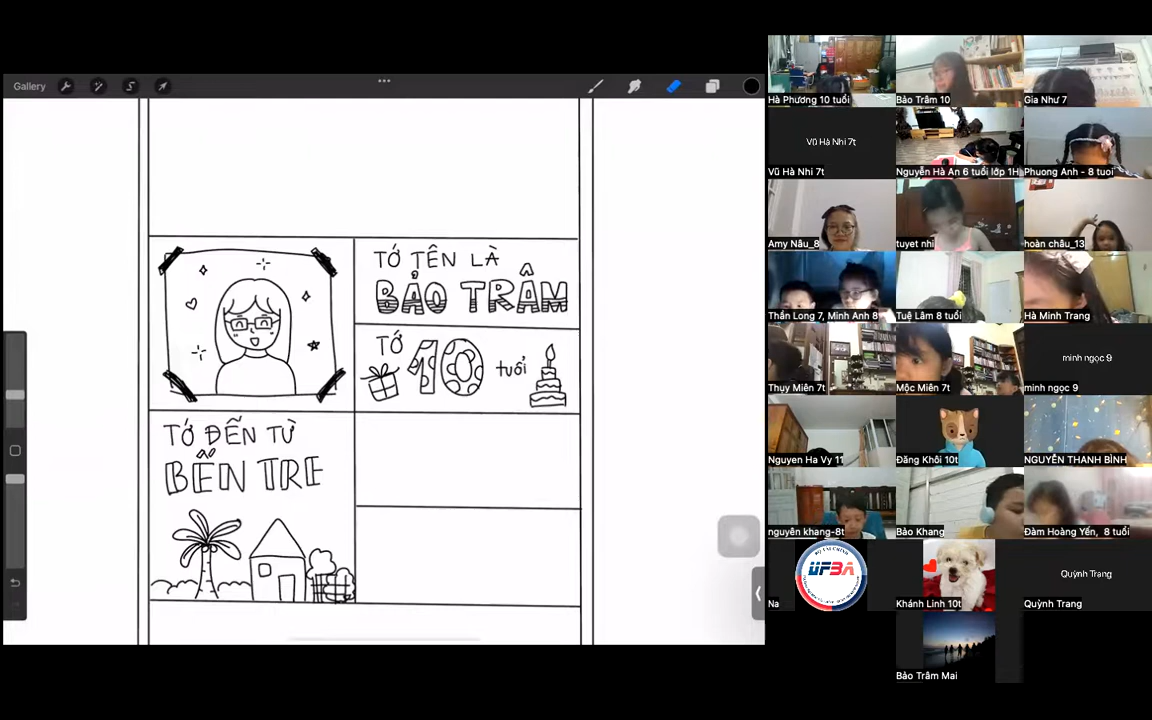 Gallery
TỚ TÊN LÀ
BẢO TRÂM
TỚ
10 tuổi
TỚ ĐẾN TỪ
BẾN TRE
Hà Phương 10 tuổi
Bảo Trâm 10
Gia Như 7
Vũ Hà Nhi 7t
Vũ Hà Nhi 7t
Nguyễn Hà An 6 tuổi lớp 1H
Phuong Anh - 8 tuoi
Amy Nâu_8
tuyet nhi
hoàn châu_13
Thần Long 7, Minh Anh 8
Tuệ Lâm 8 tuổi
Hà Minh Trang
Thụy Miên 7t
Mộc Miên 7t
minh ngọc 9
minh ngọc 9
Nguyen Ha Vy 11
Đăng Khôi 10t
NGUYỄN THANH BÌNH
nguyên khang-8t
Bảo Khang
Đàm Hoàng Yến, 8 tuổi
UFBA
Na
Khánh Linh 10t
Quỳnh Trang
Quỳnh Trang
Bảo Trâm Mai